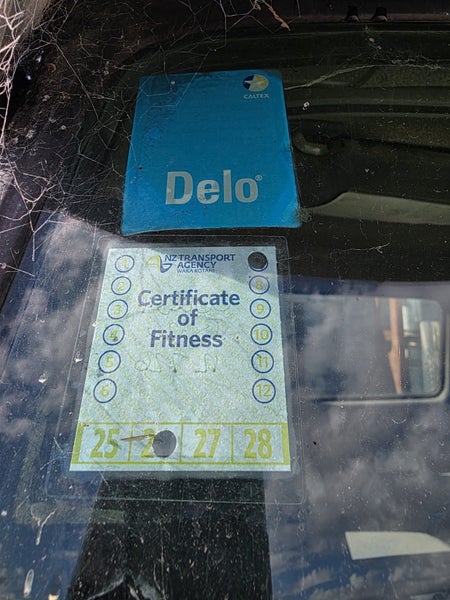 CALTEX
Delo®
NZ TRANSPORT
AGENCY
WAKA KOTAHI
Certificate
of
Fitness
1
2
3
4
5
6
8
9
10
11
12
25
27
28